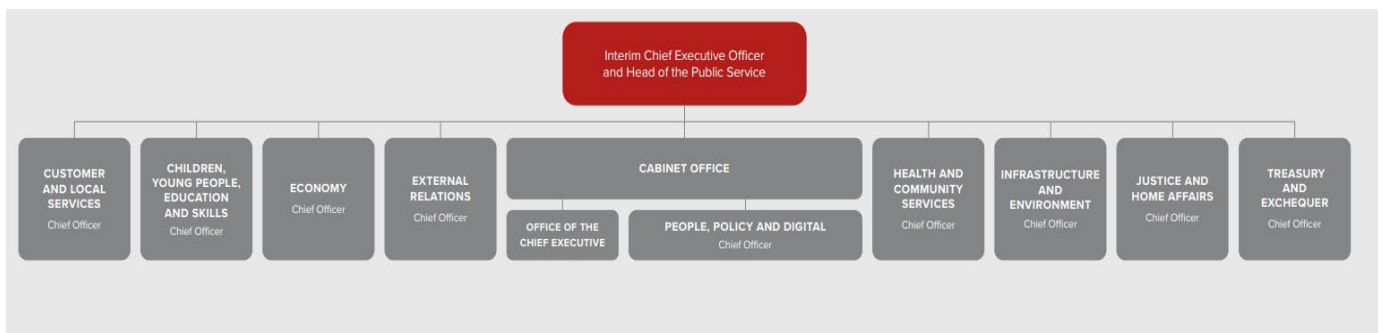 Interim Chief Executive Officer
and Head of the Public Service
CUSTOMER
AND LOCAL
SERVICES
Chief Officer
CHILDREN,
YOUNG PEOPLE,
EDUCATION
AND SKILLS
Chief Officer
ECONOMY
Chief Officer
EXTERNAL
RELATIONS
Chief Officer
CABINET OFFICE
OFFICE OF THE
CHIEF EXECUTIVE
PEOPLE, POLICY AND DIGITAL
Chief Officer
HEALTH AND
COMMUNITY
SERVICES
Chief Officer
INFRASTRUCTURE
AND
ENVIRONMENT
Chief Officer
JUSTICE AND
HOME AFFAIRS
Chief Officer
TREASURY
AND
EXCHEQUER
Chief Officer